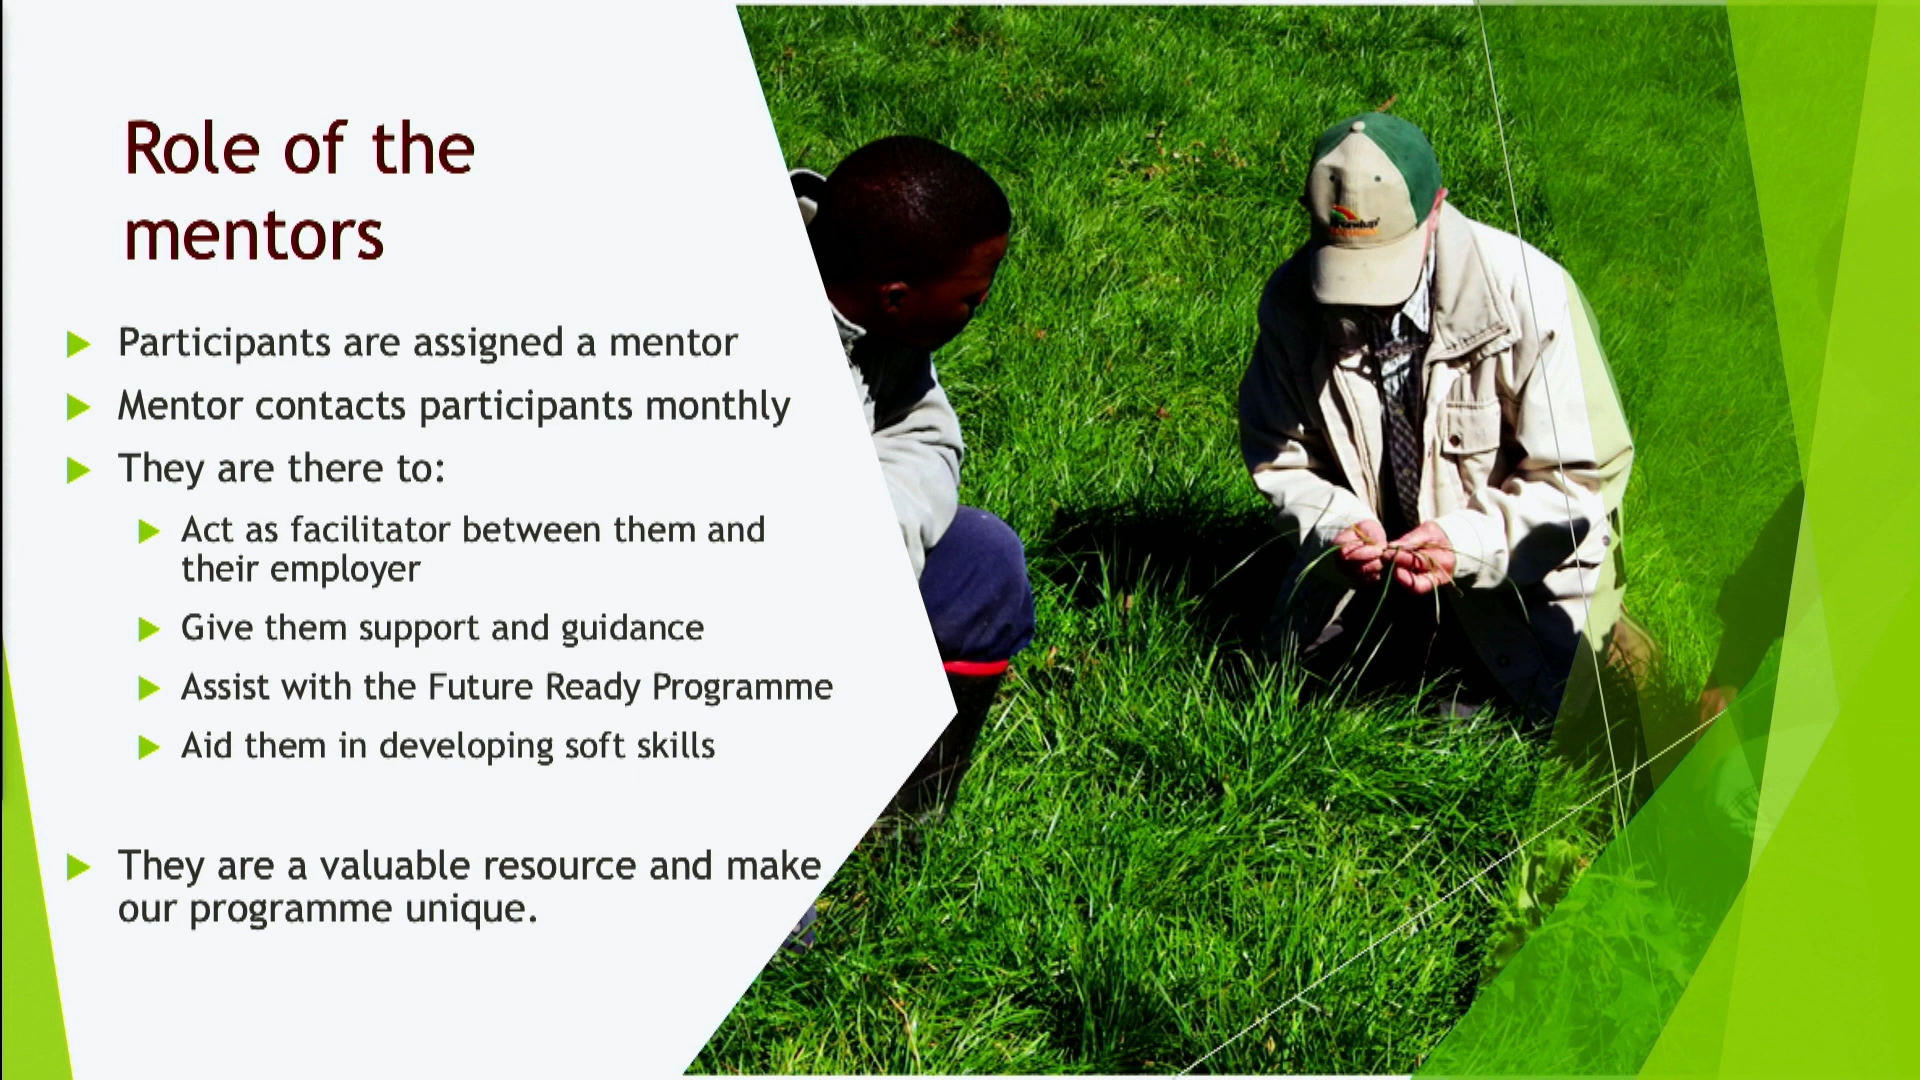 Role of the
mentors
Participants are assigned a mentor
Mentor contacts participants monthly
They are there to:
Act as facilitator between them and
their employer
Give them support and guidance
Assist with the Future Ready Programme
Aid them in developing soft skills
They are a valuable resource and make
our programme unique.